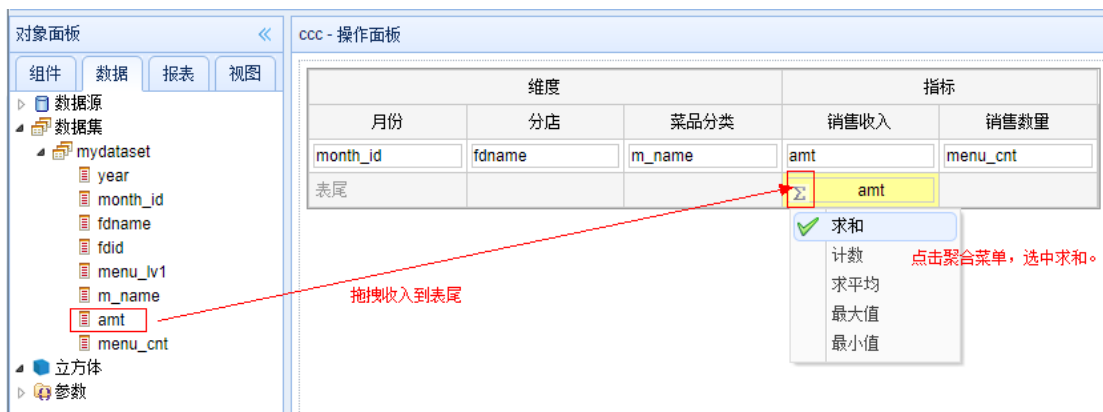 对象面板
组件 数据 报表 视图
数据源
数据集
mydataset
year
month_id
fdname
fdid
menu_lv1
m_name
amt
menu_cnt
立方体
参数
ccc - 操作面板
维度 指标
月份 分店 菜品分类 销售收入 销售数量
month_id fdname m_name amt menu_cnt
表尾 Σ amt
求和
计数
求平均
最大值
最小值
点击聚合菜单，选中求和。
拖拽收入到表尾